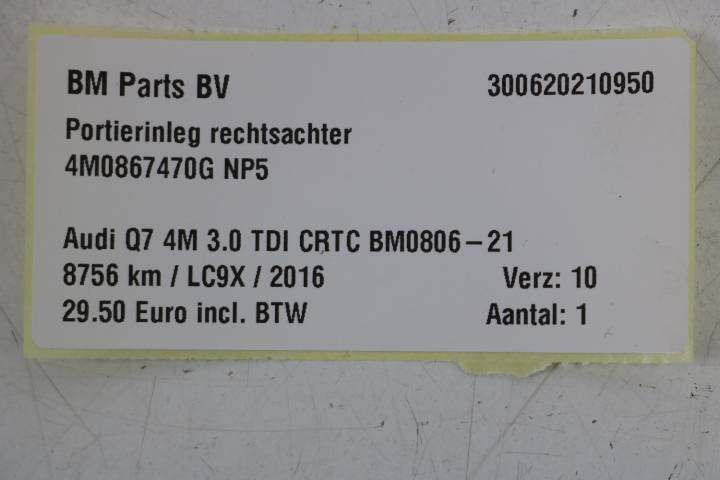 BM Parts BV 300620210950
Portierinleg rechtsachter
4M0867470G NP5
Audi Q7 4M 3.0 TDI CRTC BM0806-21
8756 km / LC9X / 2016 Verz: 10
29.50 Euro incl. BTW Aantal: 1